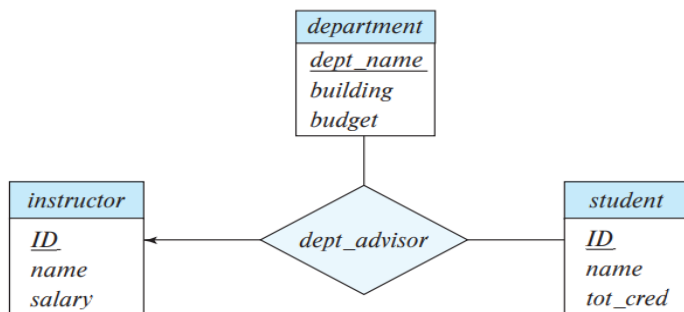 department
dept_name
building
budget
instructor
ID
name
salary
dept_advisor
student
ID
name
tot_cred